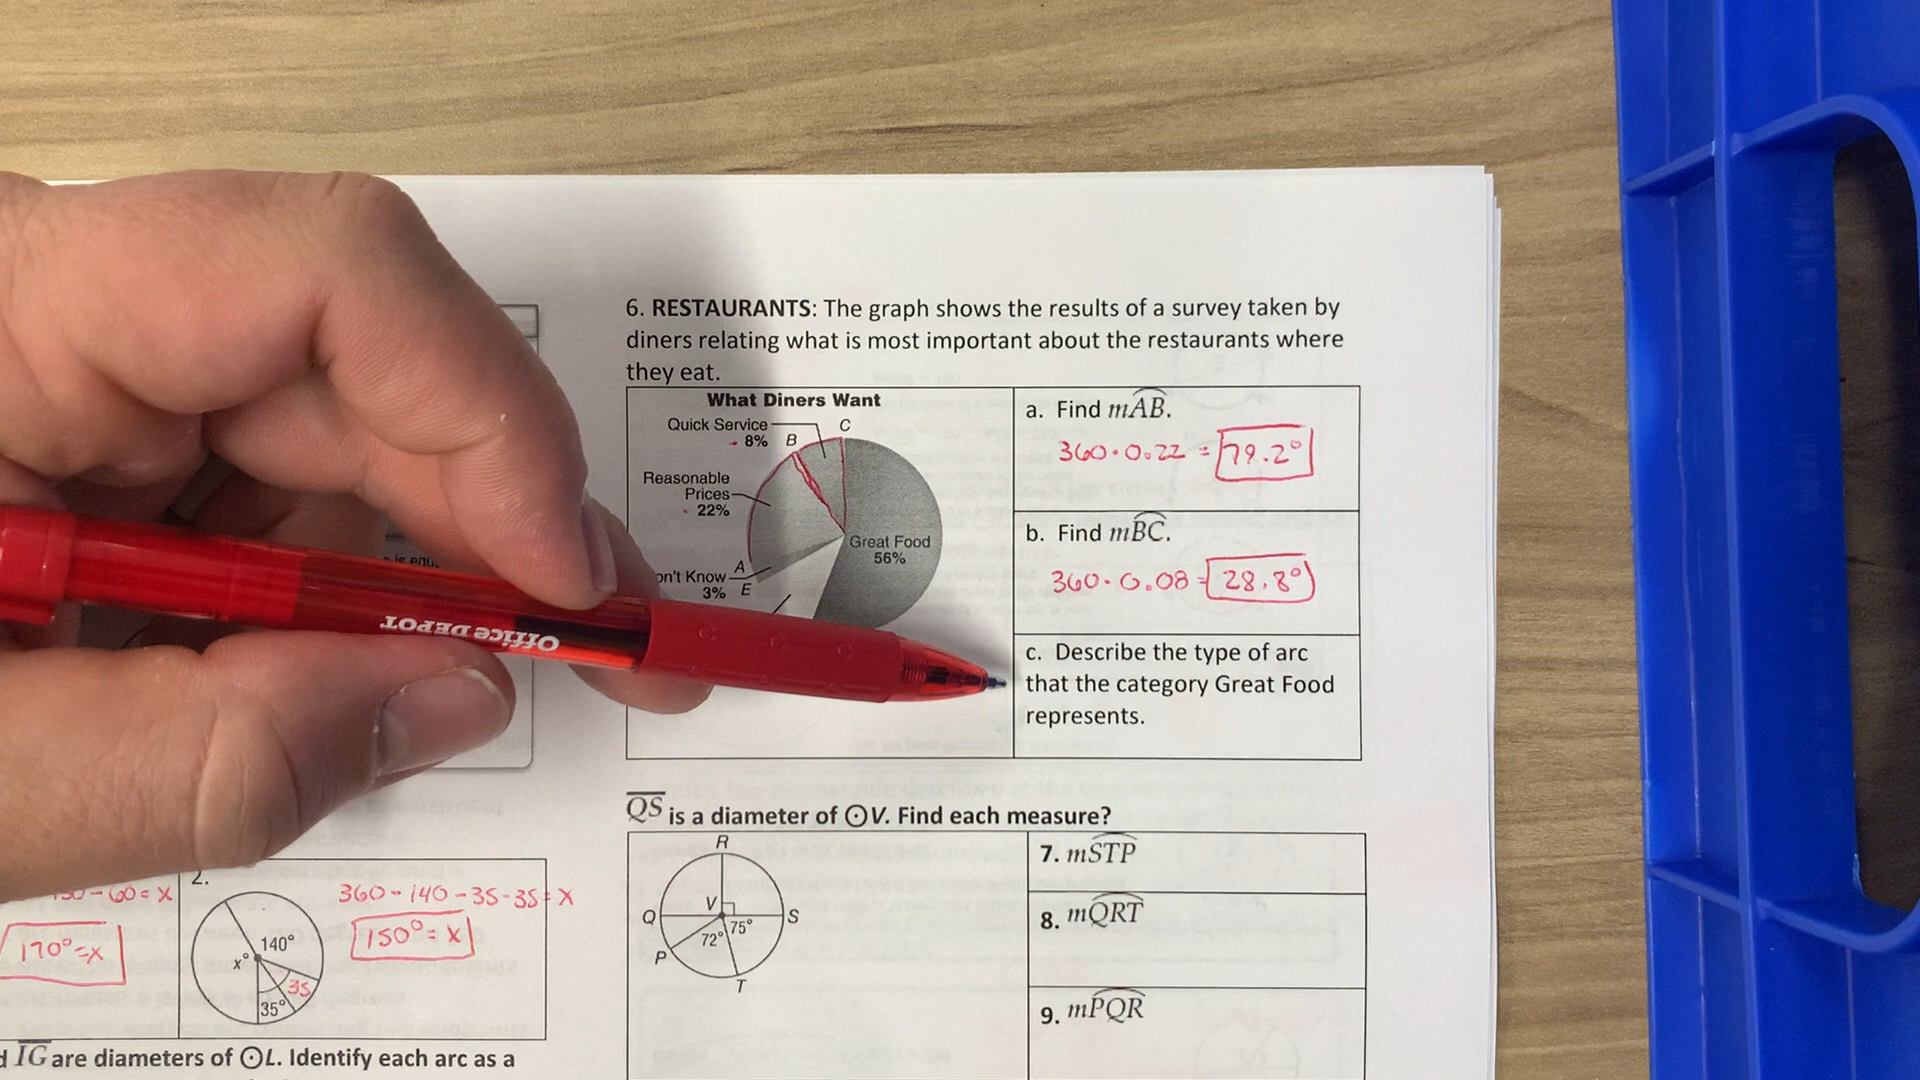 6. RESTAURANTS: The graph shows the results of a survey taken by
diners relating what is most important about the restaurants where
they eat.
What Diners Want
Quick Service
8%
B
C
Reasonable
Prices
22%
Great Food
56%
A
Know
3%
E
a. Find mAB.
360 · 0.22 = 79.2°
b. Find mBC.
360 · 0.08 = 28.8°
c. Describe the type of arc
that the category Great Food
represents.
Office DEPOT
QS is a diameter of ⊙V. Find each measure?
R
Q
V
S
75°
72°
P
T
7. mSTP
8. mQRT
9. mPQR
- 60 = x
170° = x
2.
360 - 140 - 35 - 35 = x
150° = x
140°
x°
35
35°
IG are diameters of ⊙L. Identify each arc as a